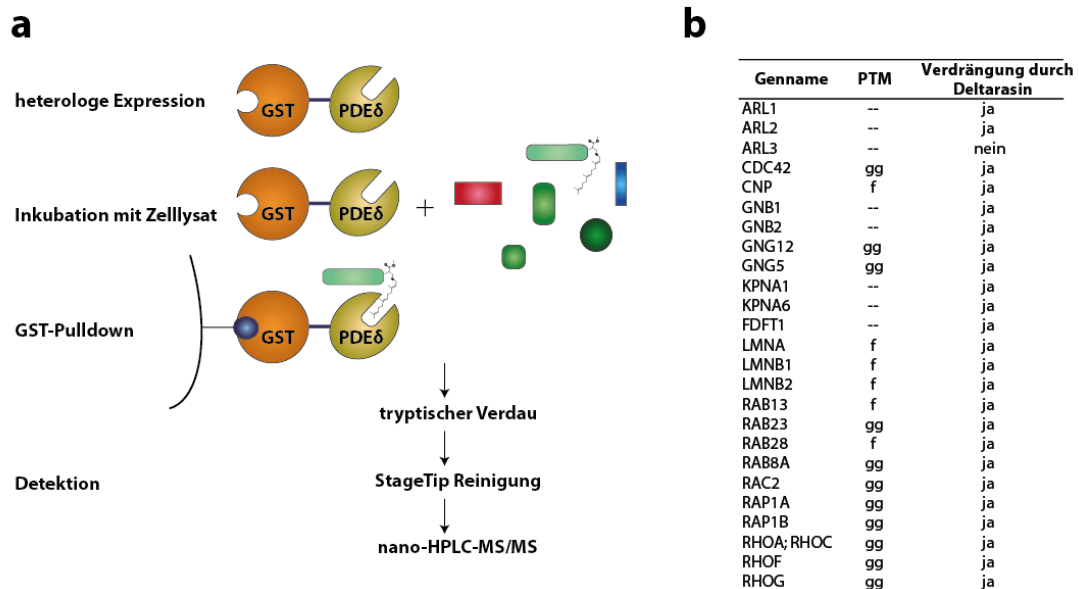 a
heterologe Expression
GST
PDEδ
Inkubation mit Zelllysat
GST
PDEδ
+
GST-Pulldown
GST
PDEδ
tryptischer Verdau
Detektion
StageTip Reinigung
nano-HPLC-MS/MS
b
Genname PTM Verdrängung durch
Deltarasin
ARL1 -- ja
ARL2 -- ja
ARL3 -- nein
CDC42 gg ja
CNP f ja
GNB1 -- ja
GNB2 -- ja
GNG12 gg ja
GNG5 gg ja
KPNA1 -- ja
KPNA6 -- ja
FDFT1 -- ja
LMNA f ja
LMNB1 f ja
LMNB2 f ja
RAB13 f ja
RAB23 gg ja
RAB28 f ja
RAB8A gg ja
RAC2 gg ja
RAP1A gg ja
RAP1B gg ja
RHOA; RHOC gg ja
RHOF gg ja
RHOG gg ja